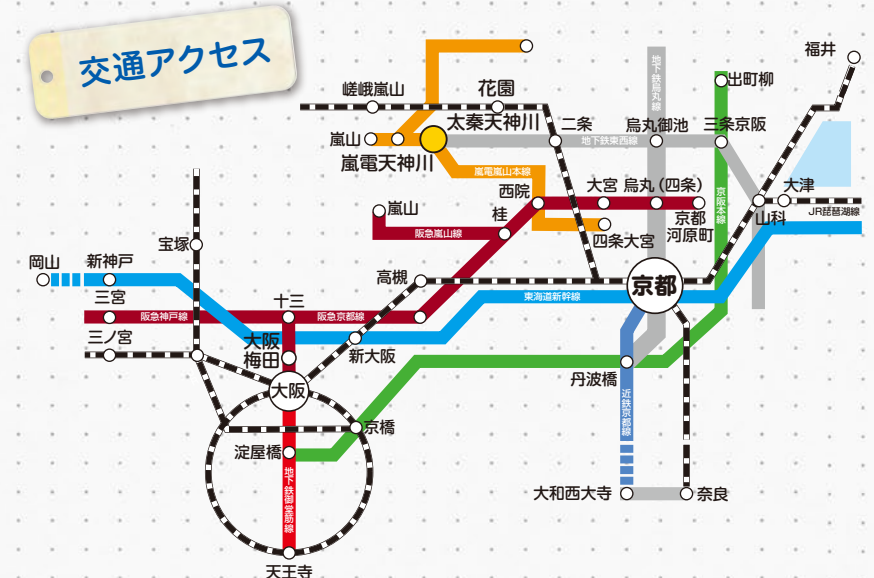 交通アクセス
福井
地下鉄烏丸線
出町柳
嵯峨嵐山
花園
太秦天神川
二条
烏丸御池
三条京阪
嵐山
地下鉄東西線
嵐電天神川
嵐電嵐山本線
西院
大宮
烏丸(四条)
大津
嵐山
桂
京都
河原町
京阪本線
山科
JR琵琶湖線
阪急嵐山線
四条大宮
宝塚
岡山
新神戸
高槻
京都
三宮
十三
東海道新幹線
阪急神戸線
阪急京都線
三ノ宮
大阪
梅田
新大阪
丹波橋
大阪
近鉄京都線
京橋
淀屋橋
地下鉄御堂筋線
大和西大寺
奈良
天王寺